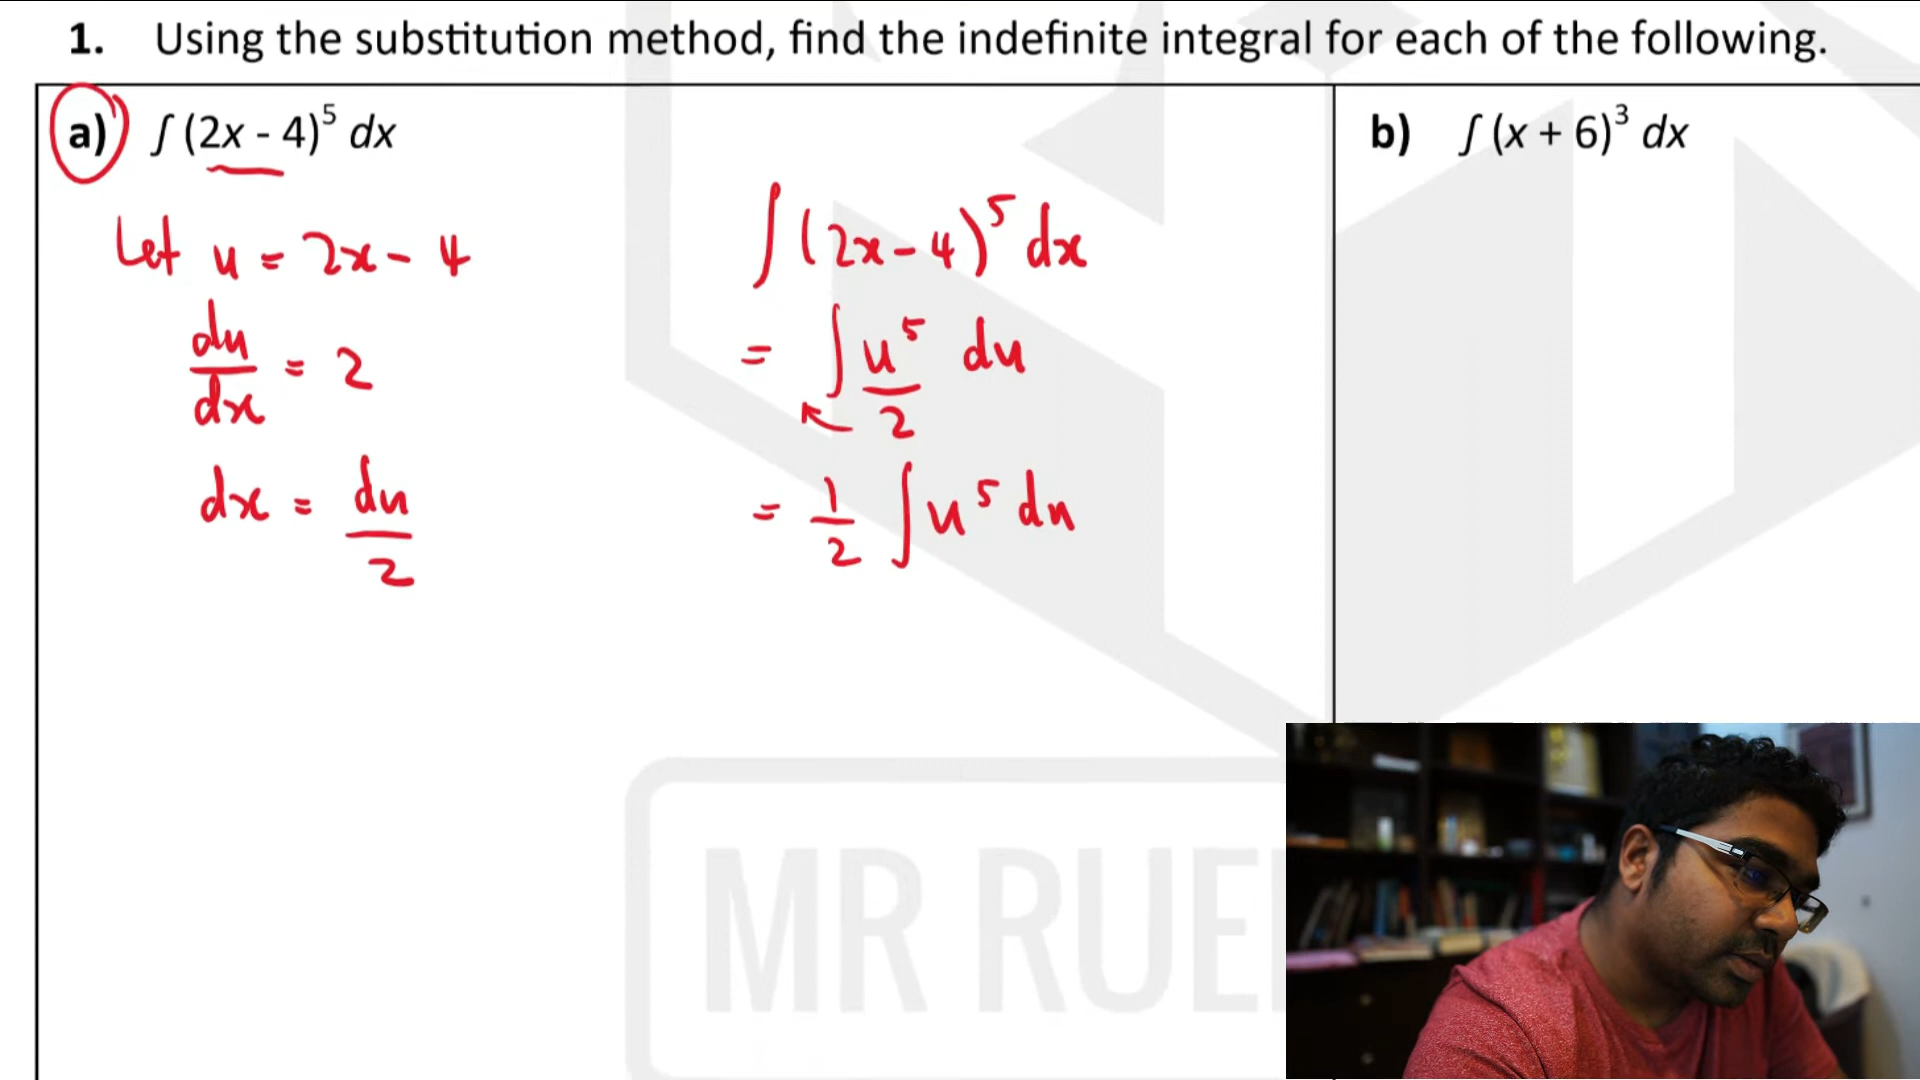 1. Using the substitution method, find the indefinite integral for each of the following.
a) ∫ (2x - 4)⁵ dx
Let u = 2x - 4
du/dx = 2
dx = du/2
∫ (2x - 4)⁵ dx
= ∫ u⁵/2 du
= 1/2 ∫ u⁵ du
b) ∫ (x + 6)³ dx
MR RUE